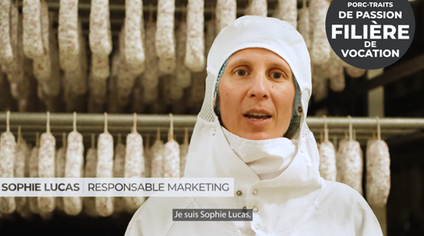 PORC-TRAITS
DE PASSION
FILIÈRE
DE
VOCATION
SOPHIE LUCAS RESPONSABLE MARKETING
Je suis Sophie Lucas,